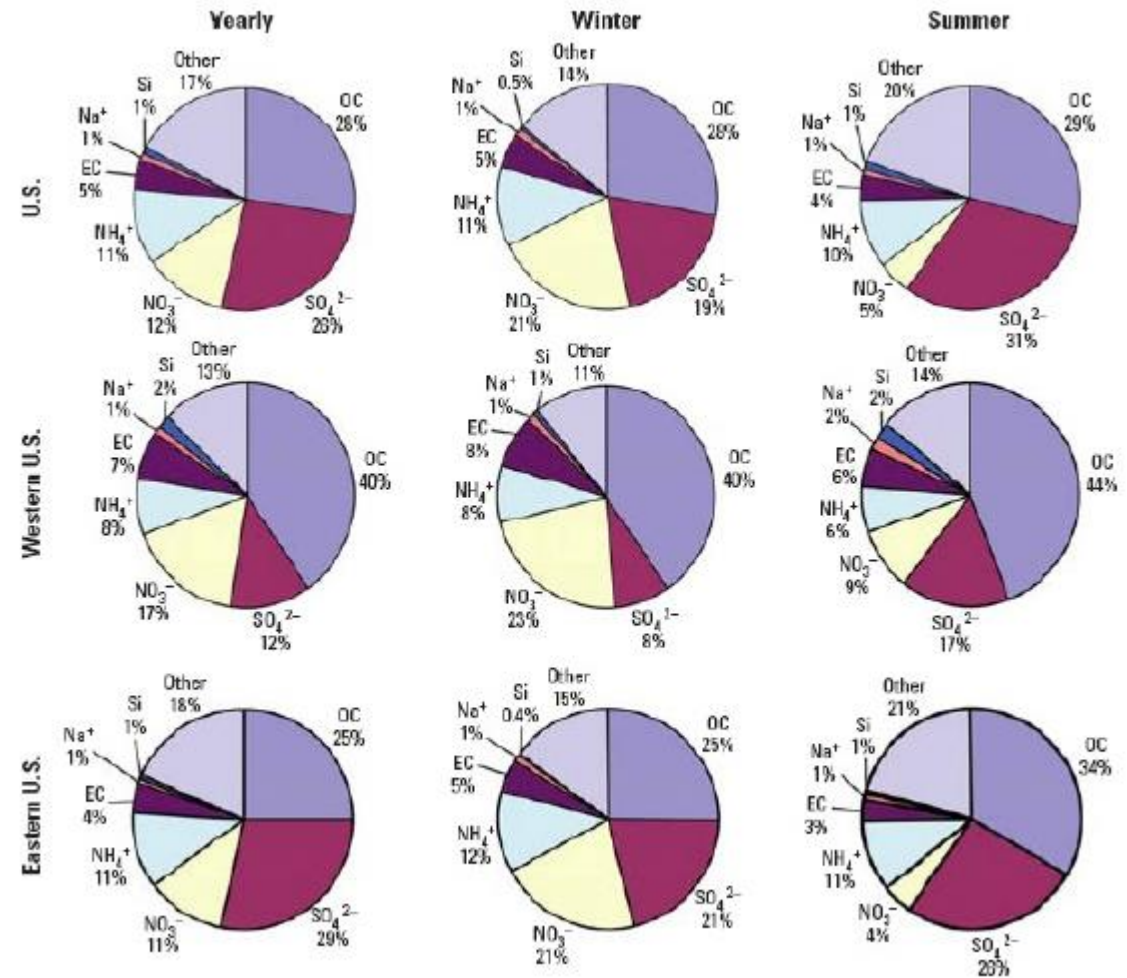 Yearly
Winter
Summer
U.S.
Other
17%
Si
1%
Na⁺
1%
EC
5%
NH₄⁺
11%
NO₃⁻
12%
SO₄²⁻
26%
OC
28%
Other
14%
Si
0.5%
Na⁺
1%
EC
5%
NH₄⁺
11%
NO₃⁻
21%
SO₄²⁻
19%
OC
28%
Other
20%
Si
1%
Na⁺
1%
EC
4%
NH₄⁺
10%
NO₃⁻
5%
SO₄²⁻
31%
OC
29%
Western U.S.
Other
13%
Si
2%
Na⁺
1%
EC
7%
NH₄⁺
8%
NO₃⁻
17%
SO₄²⁻
12%
OC
40%
Other
11%
Si
1%
Na⁺
1%
EC
8%
NH₄⁺
8%
NO₃⁻
23%
SO₄²⁻
8%
OC
40%
Other
14%
Si
2%
Na⁺
2%
EC
6%
NH₄⁺
6%
NO₃⁻
9%
SO₄²⁻
17%
OC
44%
Eastern U.S.
Other
18%
Si
1%
Na⁺
1%
EC
4%
NH₄⁺
11%
NO₃⁻
11%
SO₄²⁻
29%
OC
25%
Other
15%
Si
0.4%
Na⁺
1%
EC
5%
NH₄⁺
12%
NO₃⁻
21%
SO₄²⁻
21%
OC
25%
Other
21%
Si
1%
Na⁺
1%
EC
3%
NH₄⁺
11%
NO₃⁻
4%
SO₄²⁻
26%
OC
34%